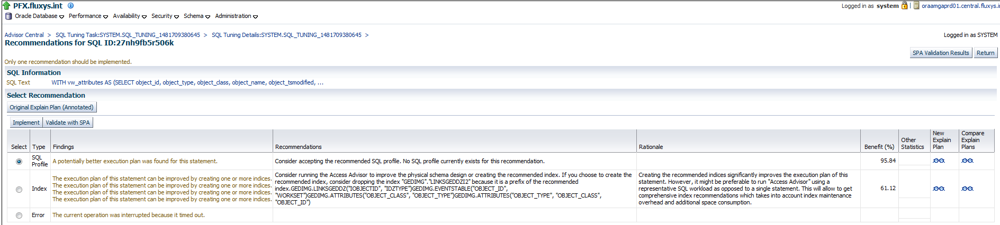 PFX.fluxys.int
Logged in as system | oraamgaprd01.central.fluxys.i
Oracle Database Performance Availability Security Schema Administration
Advisor Central > SQL Tuning Task:SYSTEM.SQL_TUNING_1481709380645 > SQL Tuning Details:SYSTEM.SQL_TUNING_1481709380645 >
Logged in as SYSTEM
Recommendations for SQL ID:27nh9fb5r506k
SPA Validation Results Return
Only one recommendation should be implemented.
SQL Information
SQL Text WITH vw_attributes AS (SELECT object_id, object_type, object_class, object_name, object_tsmodified, ...
Select Recommendation
Original Explain Plan (Annotated)
Implement Validate with SPA
Select Type Findings Recommendations Rationale Benefit (%) Other Statistics New Explain Plan Compare Explain Plans
SQL Profile A potentially better execution plan was found for this statement. Consider accepting the recommended SQL profile. No SQL profile currently exists for this recommendation. 95.84
Index
The execution plan of this statement can be improved by creating one or more indices.
The execution plan of this statement can be improved by creating one or more indices.
The execution plan of this statement can be improved by creating one or more indices.
The execution plan of this statement can be improved by creating one or more indices.
Consider running the Access Advisor to improve the physical schema design or creating the recommended index. If you choose to create the
recommended index, consider dropping the index "GEDIMG"."LINKSGEDDZI2" because it is a prefix of the recommended
index.GEDIMG.LINKSGEDDZ("IOBJECTID", "IDZTYPE")GEDIMG.EVENTSTABLE("OBJECT_ID",
"WORKSET")GEDIMG.ATTRIBUTES("OBJECT_CLASS", "OBJECT_TYPE")GEDIMG.ATTRIBUTES("OBJECT_TYPE", "OBJECT_CLASS",
"OBJECT_ID")
Creating the recommended indices significantly improves the execution plan of this
statement. However, it might be preferable to run "Access Advisor" using a
representative SQL workload as opposed to a single statement. This will allow to get
comprehensive index recommendations which takes into account index maintenance
overhead and additional space consumption.
61.12
Error The current operation was interrupted because it timed out.